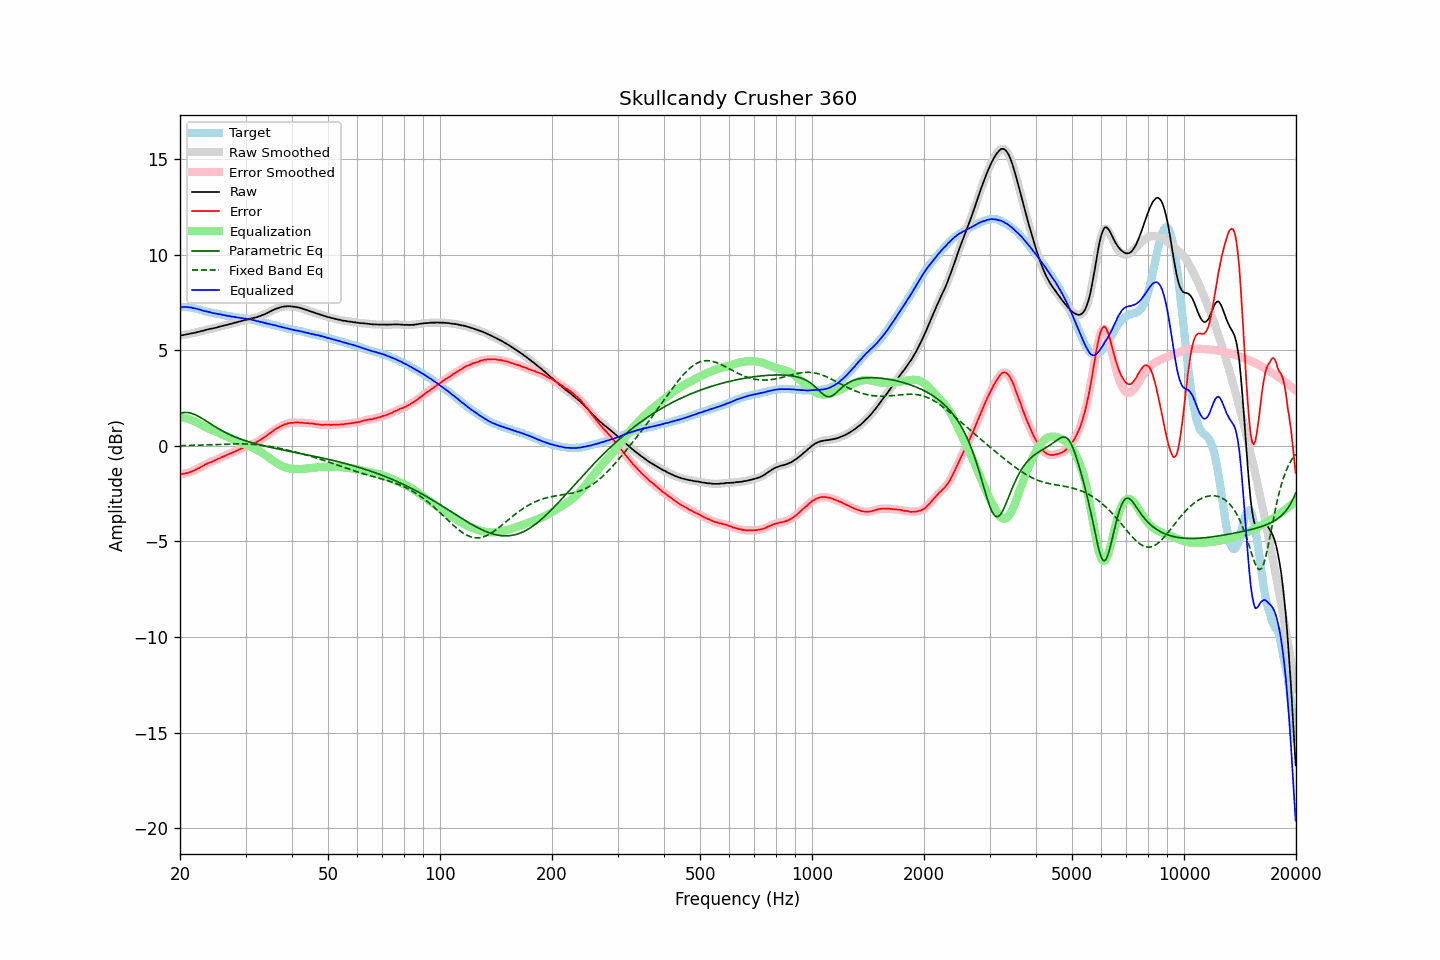 Skullcandy Crusher 360
Target
Raw Smoothed
Error Smoothed
Raw
Error
Equalization
Parametric Eq
Fixed Band Eq
Equalized
Amplitude (dBr)
15
10
5
0
−5
−10
−15
−20
20 50 100 200 500 1000 2000 5000 10000 20000
Frequency (Hz)